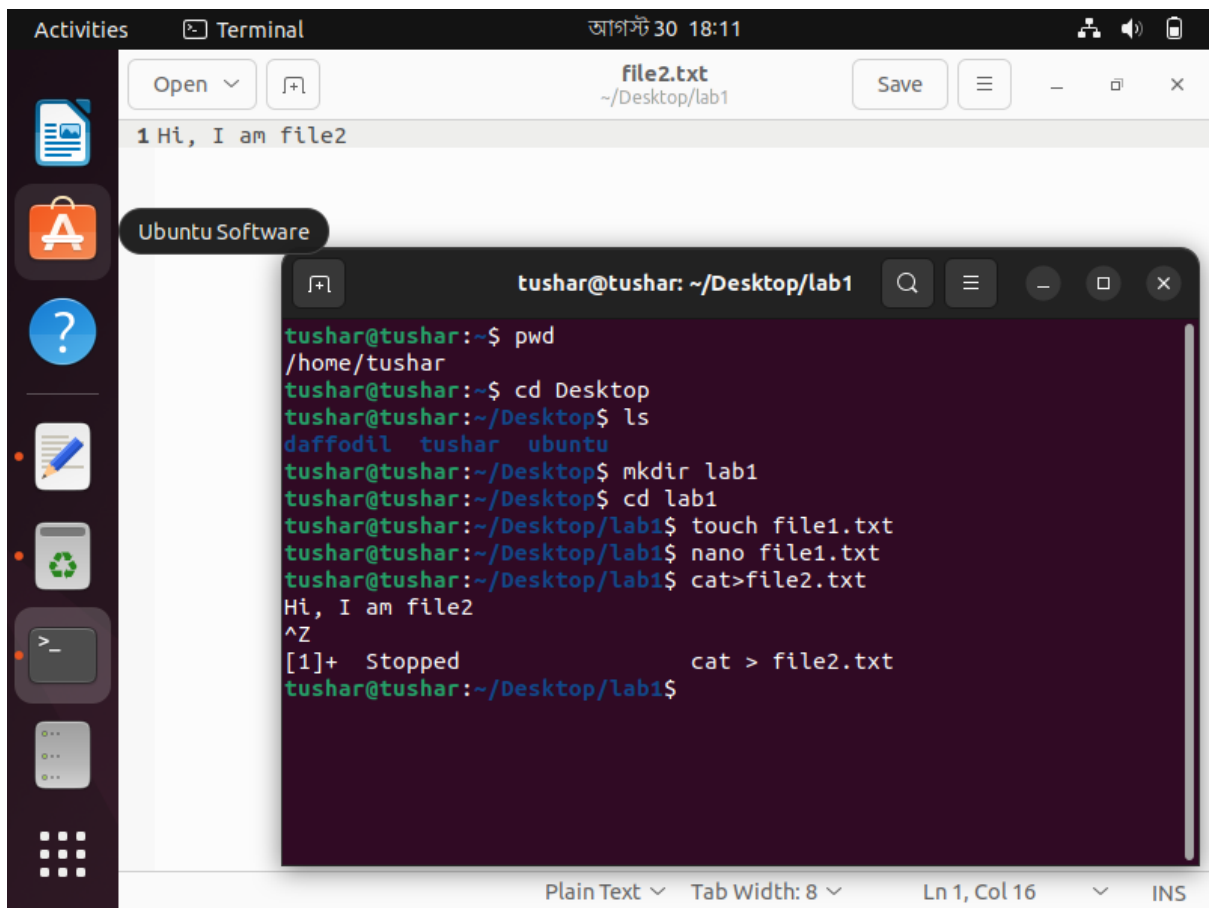 Activities Terminal আগস্ট 30 18:11
Open file2.txt Save
~/Desktop/lab1
1 Hi, I am file2
Ubuntu Software
tushar@tushar: ~/Desktop/lab1
tushar@tushar:~$ pwd
/home/tushar
tushar@tushar:~$ cd Desktop
tushar@tushar:~/Desktop$ ls
daffodil tushar ubuntu
tushar@tushar:~/Desktop$ mkdir lab1
tushar@tushar:~/Desktop$ cd lab1
tushar@tushar:~/Desktop/lab1$ touch file1.txt
tushar@tushar:~/Desktop/lab1$ nano file1.txt
tushar@tushar:~/Desktop/lab1$ cat>file2.txt
Hi, I am file2
^Z
[1]+  Stopped                 cat > file2.txt
tushar@tushar:~/Desktop/lab1$
Plain Text Tab Width: 8 Ln 1, Col 16 INS